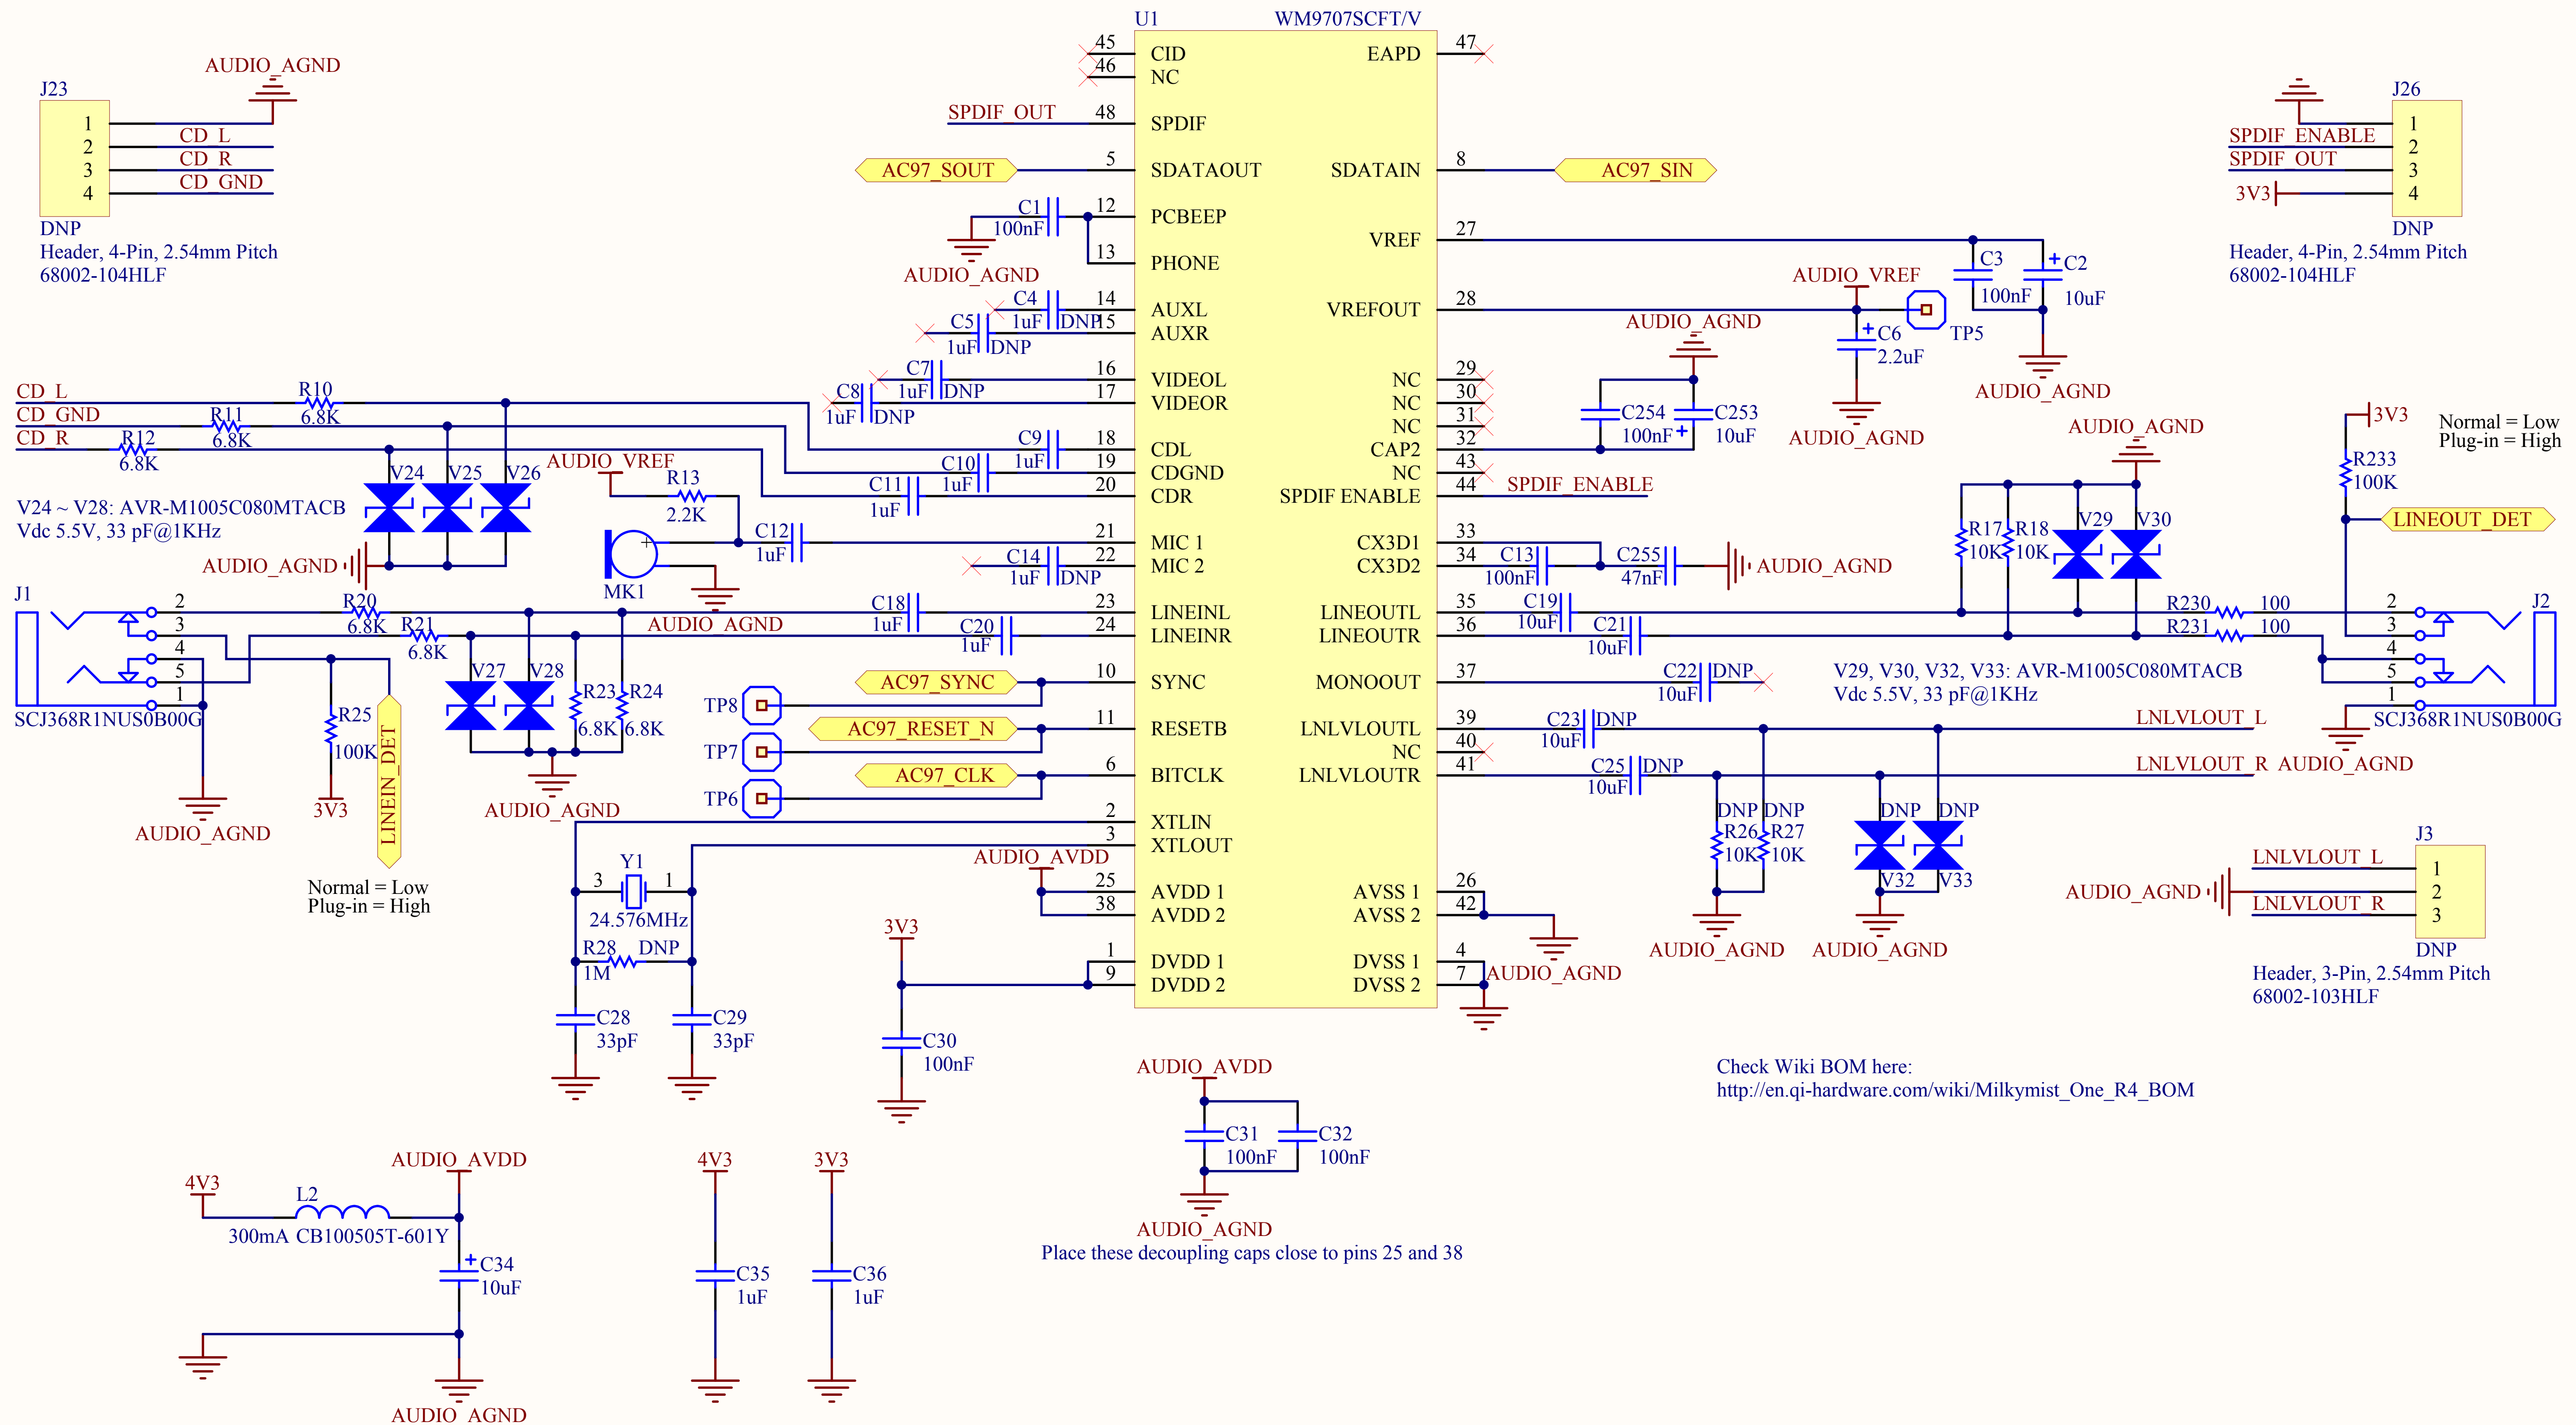 U1 WM9707SCFT/V
45 CID EAPD 47
46 NC
SPDIF_OUT 48 SPDIF
AC97_SOUT 5 SDATAOUT SDATAIN 8 AC97_SIN
C1 100nF 12 PCBEEP
AUDIO_AGND 13 PHONE
VREF 27
C3 100nF
+ C2 10uF
AUDIO_AGND
C4 1uF DNP 14 AUXL
C5 1uF DNP 15 AUXR
VREFOUT 28
AUDIO_VREF
TP5
+ C6 2.2uF
AUDIO_AGND
C7 1uF DNP 16 VIDEOL
C8 1uF DNP 17 VIDEOR
NC 29
NC 30
NC 31
CAP2 32
NC 43
SPDIF ENABLE 44 SPDIF_ENABLE
AUDIO_AGND
C254 100nF
+ C253 10uF
J23
AUDIO_AGND
1
2 CD_L
3 CD_R
4 CD_GND
DNP
Header, 4-Pin, 2.54mm Pitch
68002-104HLF
J26
1
SPDIF_ENABLE 2
SPDIF_OUT 3
3V3 4
DNP
Header, 4-Pin, 2.54mm Pitch
68002-104HLF
CD_L R10 6.8K
CD_GND R11 6.8K
CD_R R12 6.8K
C9 1uF 18 CDL
C10 1uF 19 CDGND
C11 1uF 20 CDR
V24 V25 V26
V24 ~ V28: AVR-M1005C080MTACB
Vdc 5.5V, 33 pF@1KHz
AUDIO_AGND
AUDIO_VREF
R13 2.2K
C12 1uF 21 MIC 1
C14 1uF DNP 22 MIC 2
+
MK1
AUDIO_AGND
CX3D1 33
CX3D2 34 C13 100nF C255 47nF AUDIO_AGND
J1
2
3
4
5
1
SCJ368R1NUS0B00G
AUDIO_AGND
R20 6.8K
R21 6.8K
C18 1uF 23 LINEINL
C20 1uF 24 LINEINR
R25 100K
3V3
LINEIN_DET
Normal = Low
Plug-in = High
V27 V28
R23 6.8K
R24 6.8K
AUDIO_AGND
LINEOUTL 35 C19 10uF
LINEOUTR 36 C21 10uF
AUDIO_AGND
R17 10K
R18 10K
V29 V30
R230 100
R231 100
3V3
R233 100K
Normal = Low
Plug-in = High
LINEOUT_DET
2
3
4
5
1
J2
SCJ368R1NUS0B00G
AUDIO_AGND
V29, V30, V32, V33: AVR-M1005C080MTACB
Vdc 5.5V, 33 pF@1KHz
AC97_SYNC 10 SYNC
TP8
AC97_RESET_N 11 RESETB
TP7
AC97_CLK 6 BITCLK
TP6
MONOOUT 37 C22 10uF DNP
LNLVLOUTL 39 C23 10uF DNP LNLVLOUT_L
NC 40
LNLVLOUTR 41 C25 10uF DNP LNLVLOUT_R
DNP R26 10K
DNP R27 10K
AUDIO_AGND
DNP V32
DNP V33
AUDIO_AGND
J3
LNLVLOUT_L 1
AUDIO_AGND 2
LNLVLOUT_R 3
DNP
Header, 3-Pin, 2.54mm Pitch
68002-103HLF
2 XTLIN
3 XTLOUT
Y1
3 1
24.576MHz
R28 DNP
1M
C28 33pF
C29 33pF
AUDIO_AVDD
25 AVDD 1 AVSS 1 26
38 AVDD 2 AVSS 2 42
AUDIO_AGND
1 DVDD 1 DVSS 1 4
9 DVDD 2 DVSS 2 7
3V3
C30 100nF
AUDIO_AVDD
C31 100nF
C32 100nF
AUDIO_AGND
Place these decoupling caps close to pins 25 and 38
Check Wiki BOM here:
http://en.qi-hardware.com/wiki/Milkymist_One_R4_BOM
4V3
L2
300mA CB100505T-601Y
AUDIO_AVDD
+ C34 10uF
AUDIO_AGND
4V3
C35 1uF
3V3
C36 1uF